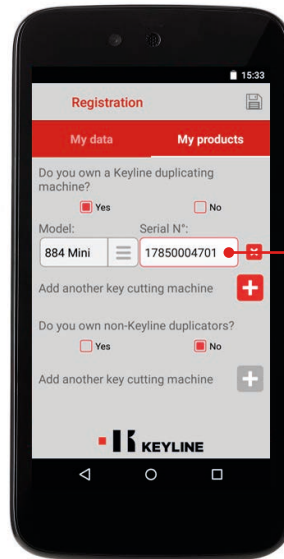 15:33
Registration
My data My products
Do you own a Keyline duplicating
machine?
Yes No
Model: Serial N°:
884 Mini 17850004701
Add another key cutting machine
Do you own non-Keyline duplicators?
Yes No
Add another key cutting machine
KEYLINE